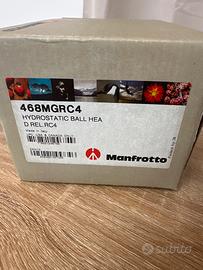 468MGRC4
HYDROSTATIC BALL HEA
D REL.RC4
Made in Italy
Manfrotto
subito